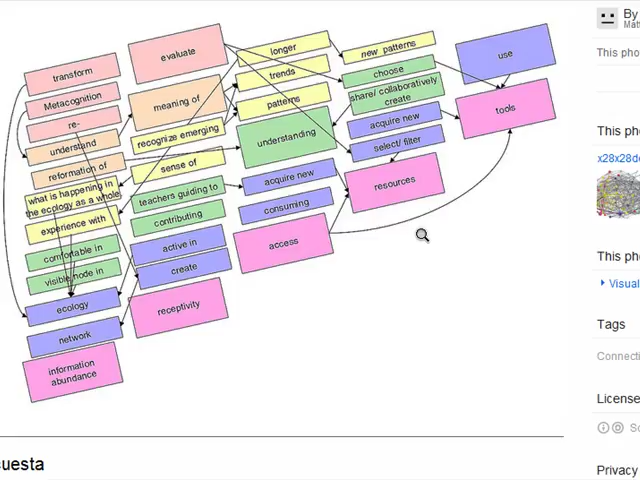 transform
Metacognition
re-
understand
reformation of
what is happening in
the ecology as a whole
experience with
comfortable in
visible node in
ecology
network
information
abundance
evaluate
meaning of
recognize emerging
sense of
teachers guiding to
contributing
active in
create
receptivity
longer
trends
patterns
understanding
acquire new
consuming
access
new patterns
choose
share/ collaboratively
create
acquire new
select/ filter
resources
use
tools
By
This pho
This ph
x28x28d
This ph
Visual
Tags
Connecti
License
Privacy
uesta